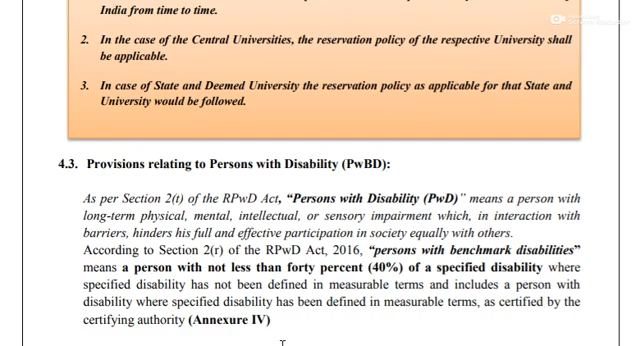 India from time to time.
2. In the case of the Central Universities, the reservation policy of the respective University shall
be applicable.
3. In case of State and Deemed University the reservation policy as applicable for that State and
University would be followed.
4.3. Provisions relating to Persons with Disability (PwBD):
As per Section 2(t) of the RPwD Act, “Persons with Disability (PwD)” means a person with
long-term physical, mental, intellectual, or sensory impairment which, in interaction with
barriers, hinders his full and effective participation in society equally with others.
According to Section 2(r) of the RPwD Act, 2016, “persons with benchmark disabilities”
means a person with not less than forty percent (40%) of a specified disability where
specified disability has not been defined in measurable terms and includes a person with
disability where specified disability has been defined in measurable terms, as certified by the
certifying authority (Annexure IV)